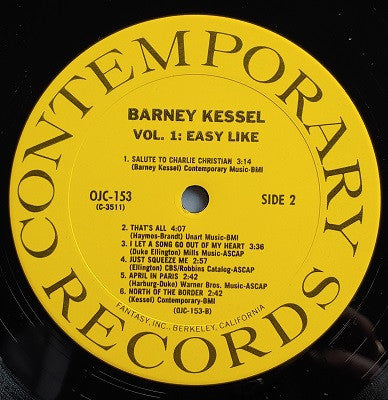 CONTEMPORARY RECORDS
BARNEY KESSEL
VOL. 1: EASY LIKE
1. SALUTE TO CHARLIE CHRISTIAN 3:14
(Barney Kessel) Contemporary Music-BMI
OJC-153
(C-3511)
SIDE 2
2. THAT'S ALL 4:07
(Haymes-Brandt) Unart Music-BMI
3. I LET A SONG GO OUT OF MY HEART 3:36
(Duke Ellington) Mills Music-ASCAP
4. JUST SQUEEZE ME 2:57
(Ellington) CBS/Robbins Catalog-ASCAP
5. APRIL IN PARIS 2:42
(Harburg-Duke) Warner Bros. Music-ASCAP
6. NORTH OF THE BORDER 2:42
(Kessel) Contemporary-BMI
(OJC-153-B)
FANTASY, INC., BERKELEY, CALIFORNIA